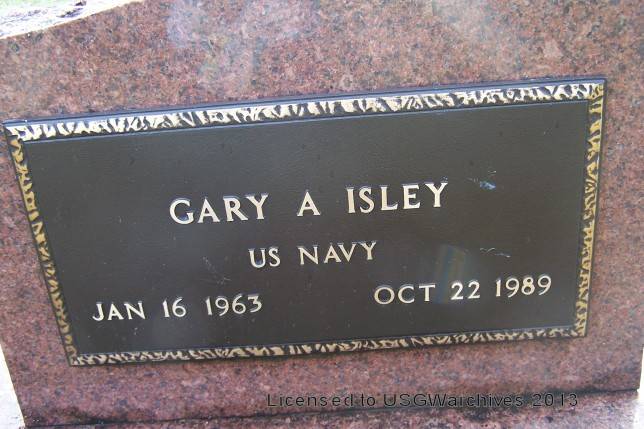 GARY A ISLEY
US NAVY
JAN 16 1963 OCT 22 1989
Licensed to USGWarchives 2013